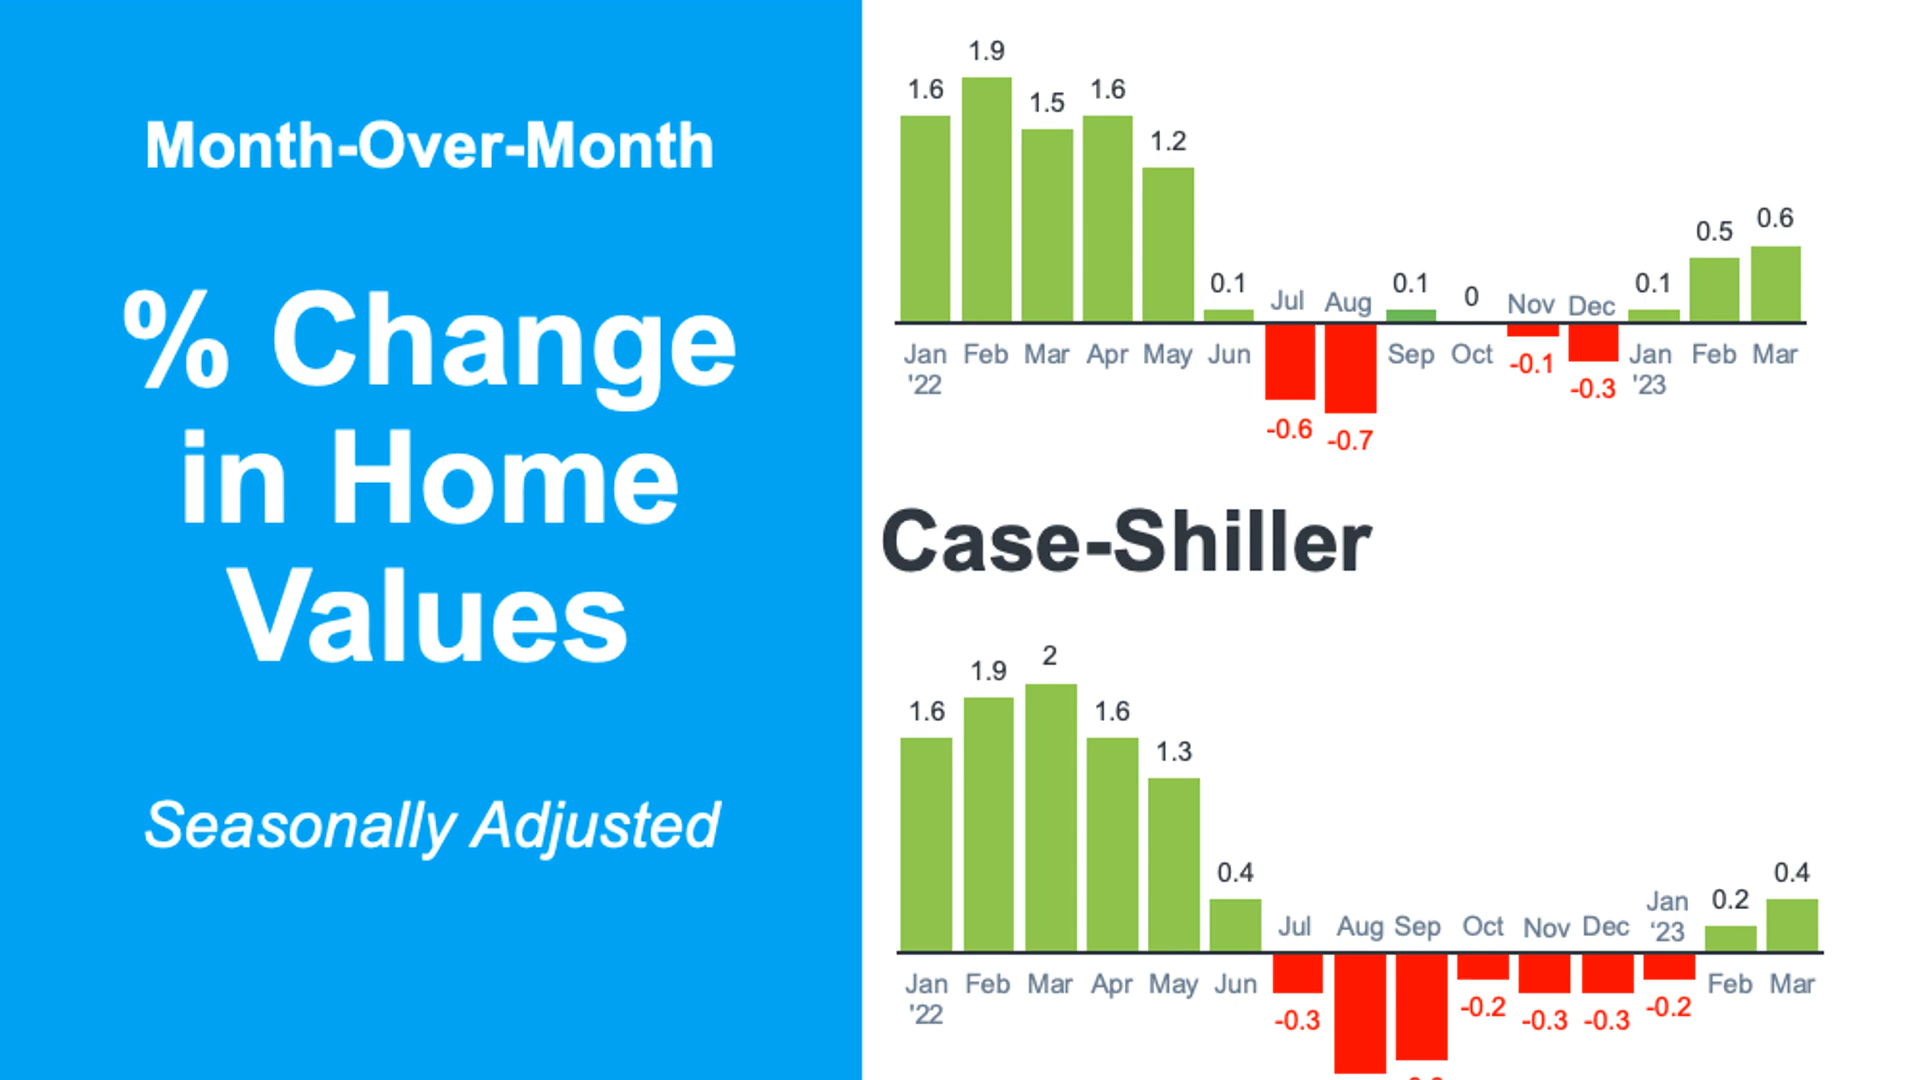 Month-Over-Month
% Change
in Home
Values
Seasonally Adjusted
1.6 1.9 1.5 1.6 1.2 0.1 0.1 0 0.1 0.5 0.6
Jul Aug Nov Dec
Jan Feb Mar Apr May Jun Sep Oct Jan Feb Mar
'22 '23
-0.6 -0.7 -0.1 -0.3
Case-Shiller
1.6 1.9 2 1.6 1.3 0.4 0.2 0.4
Jul Aug Sep Oct Nov Dec Jan
‘23
Jan Feb Mar Apr May Jun Feb Mar
'22
-0.3 -0.2 -0.3 -0.3 -0.2